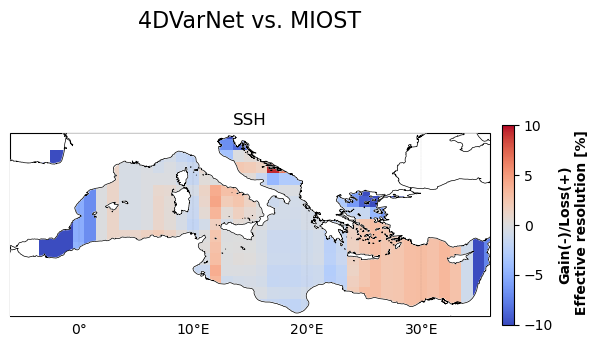 4DVarNet vs. MIOST
SSH
10
5
0
−5
−10
Gain(-)/Loss(+)
Effective resolution [%]
0°
10°E
20°E
30°E